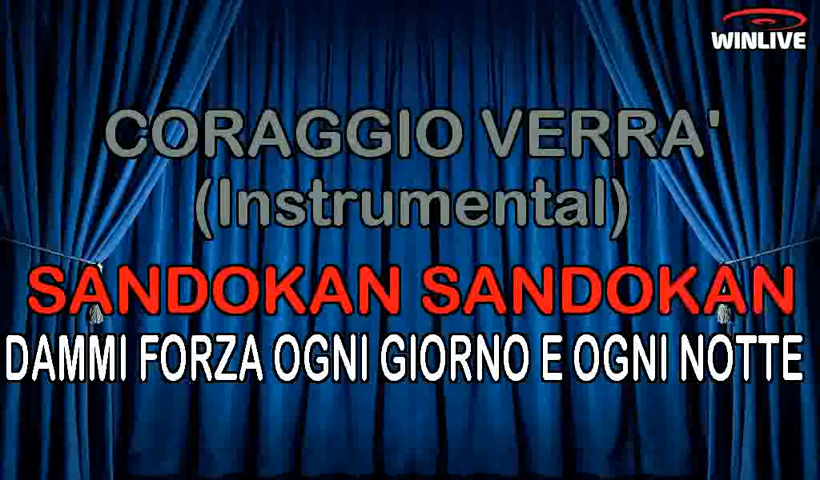 WINLIVE
CORAGGIO VERRA'
(Instrumental)
SANDOKAN SANDOKAN
DAMMI FORZA OGNI GIORNO E OGNI NOTTE